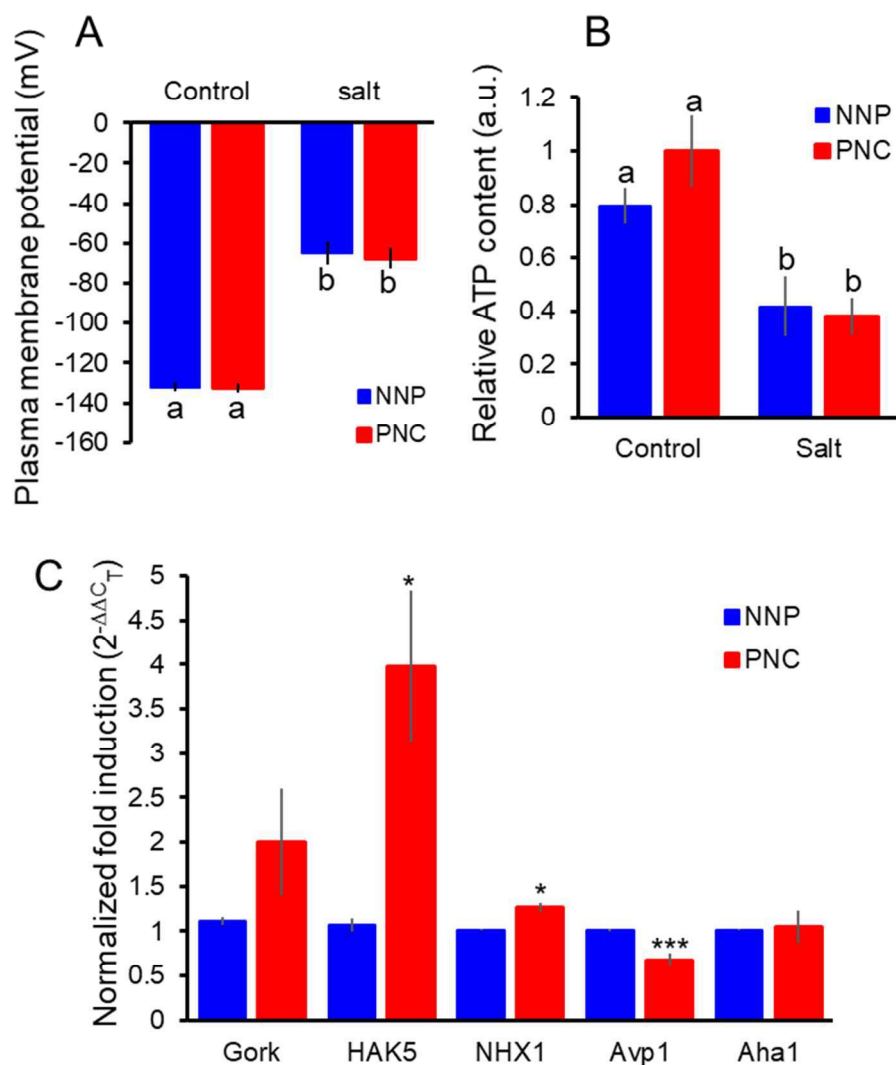 A
Control salt
Plasma membrane potential (mV)
0
-20
-40
-60
-80
-100
-120
-140
-160
a a b b
NNP
PNC
B
Relative ATP content (a.u.)
1.2
1
0.8
0.6
0.4
0.2
0
a a b b
NNP
PNC
Control Salt
C
Normalized fold induction (2^-ΔΔC_T)
5
4.5
4
3.5
3
2.5
2
1.5
1
0.5
0
* * ***
NNP
PNC
Gork HAK5 NHX1 Avp1 Aha1